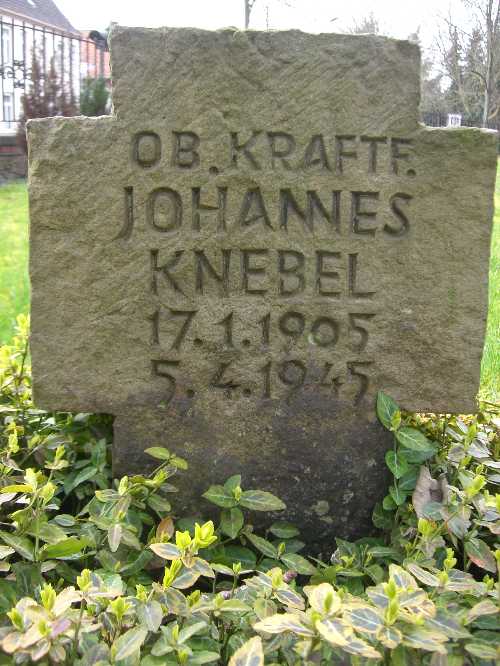 OB. KRAFTF.
JOHANNES
KNEBEL
17.1.1905
5.4.1945